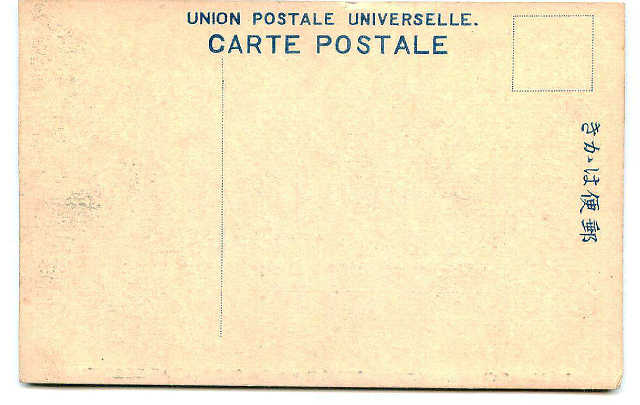 UNION POSTALE UNIVERSELLE.
CARTE POSTALE
郵便はかき